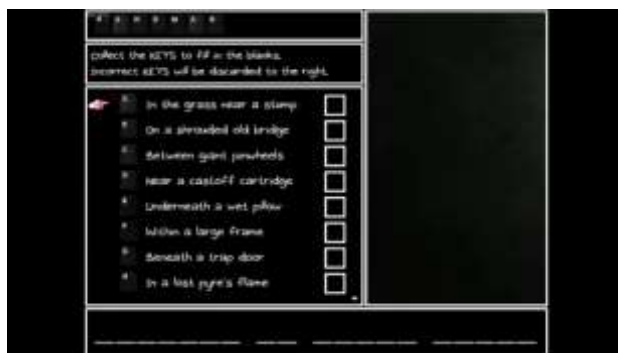 Collect the KEYS to fill in the blanks.
Incorrect KEYS will be discarded to the right.
In the grass near a stump
On a shrouded old bridge
Between giant pinwheels
Near a castoff cartridge
Underneath a wet pillow
Within a large frame
Beneath a trap door
In a lost pyre's flame